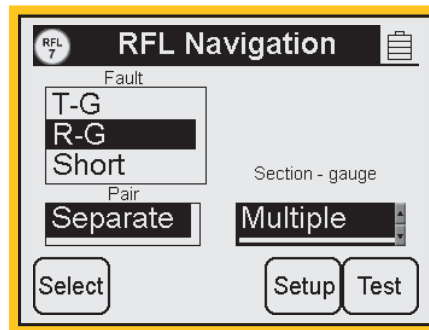 RFL
7
RFL Navigation
Fault
T-G
R-G
Short
Section - gauge
Pair
Separate
Multiple
Select
Setup
Test